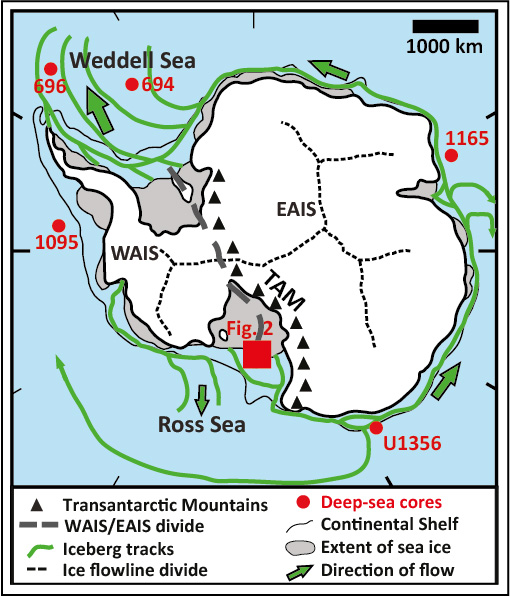 1000 km
Weddell Sea
696
694
1165
EAIS
1095
WAIS
TAM
Fig. 2
Ross Sea
U1356
Transantarctic Mountains
WAIS/EAIS divide
Iceberg tracks
Ice flowline divide
Deep-sea cores
Continental Shelf
Extent of sea ice
Direction of flow